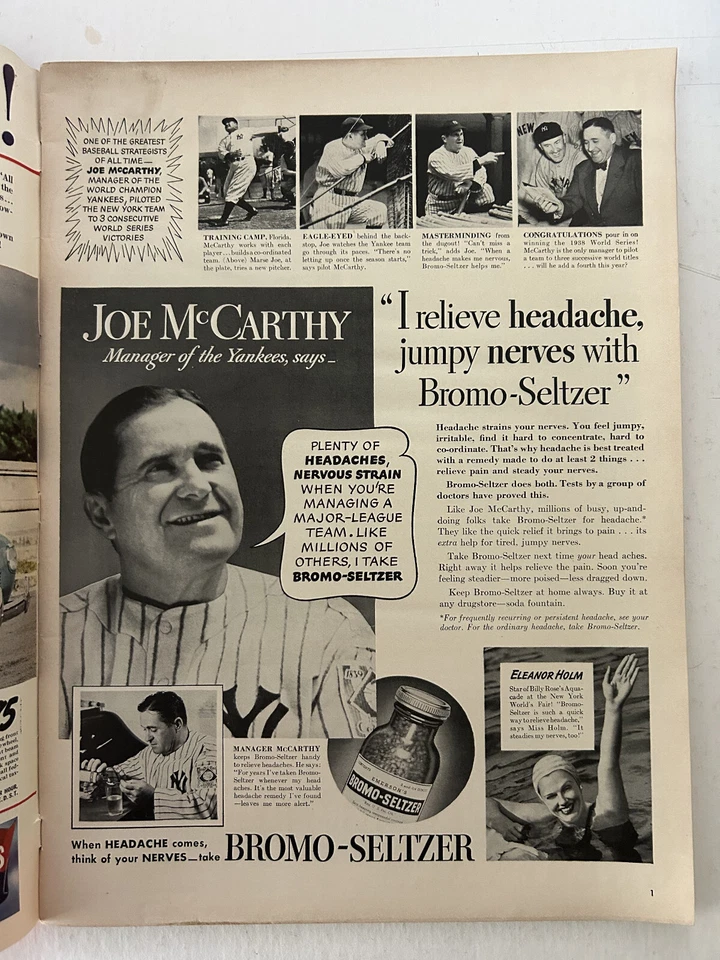 !
ONE OF THE GREATEST
BASEBALL STRATEGISTS
OF ALL TIME—
JOE McCARTHY,
MANAGER OF THE
WORLD CHAMPION
YANKEES, PILOTED
THE NEW YORK TEAM
TO 3 CONSECUTIVE
WORLD SERIES
VICTORIES
TRAINING CAMP, Florida.
McCarthy works with each
player...builds a co-ordinated
team. (Above) Marse Joe, at
the plate, tries a new pitcher.
EAGLE-EYED behind the back-
stop, Joe watches the Yankee team
go through its paces. "There's no
letting up once the season starts,"
says pilot McCarthy.
MASTERMINDING from
the dugout! "Can't miss a
trick," adds Joe. "When a
headache makes me nervous,
Bromo-Seltzer helps me."
NEW
CONGRATULATIONS pour in on
winning the 1938 World Series!
McCarthy is the only manager to pilot
a team to three successive world titles
. . . will he add a fourth this year?
JOE McCARTHY
Manager of the Yankees, says—
PLENTY OF
HEADACHES,
NERVOUS STRAIN
WHEN YOU'RE
MANAGING A
MAJOR-LEAGUE
TEAM. LIKE
MILLIONS OF
OTHERS, I TAKE
BROMO-SELTZER
"I relieve headache,
jumpy nerves with
Bromo-Seltzer"
Headache strains your nerves. You feel jumpy,
irritable, find it hard to concentrate, hard to
co-ordinate. That's why headache is best treated
with a remedy made to do at least 2 things . . .
relieve pain and steady your nerves.
Bromo-Seltzer does both. Tests by a group of
doctors have proved this.
Like Joe McCarthy, millions of busy, up-and-
doing folks take Bromo-Seltzer for headache.*
They like the quick relief it brings to pain . . . its
extra help for tired, jumpy nerves.
Take Bromo-Seltzer next time your head aches.
Right away it helps relieve the pain. Soon you're
feeling steadier—more poised—less dragged down.
Keep Bromo-Seltzer at home always. Buy it at
any drugstore—soda fountain.
*For frequently recurring or persistent headache, see your
doctor. For the ordinary headache, take Bromo-Seltzer.
1839
MANAGER McCARTHY
keeps Bromo-Seltzer handy
to relieve headaches. He says:
"For years I've taken Bromo-
Seltzer whenever my head
aches. It's the most valuable
headache remedy I've found
—leaves me more alert."
EMERSON'S
BROMO-SELTZER
ELEANOR HOLM
Star of Billy Rose's Aqua-
cade at the New York
World's Fair! "Bromo-
Seltzer is such a quick
way to relieve headache,"
says Miss Holm. "It
steadies my nerves, too!"
When HEADACHE comes,
think of your NERVES—take BROMO-SELTZER
1